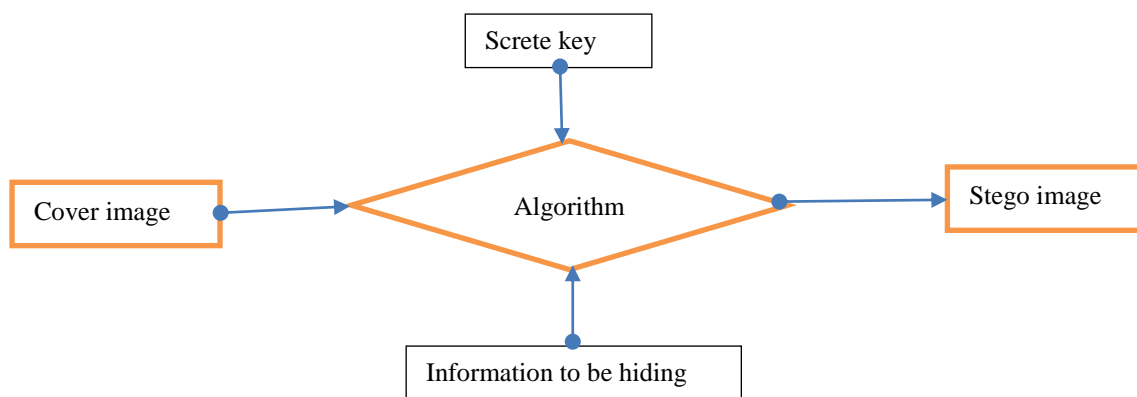 Screte key
Cover image
Algorithm
Stego image
Information to be hiding